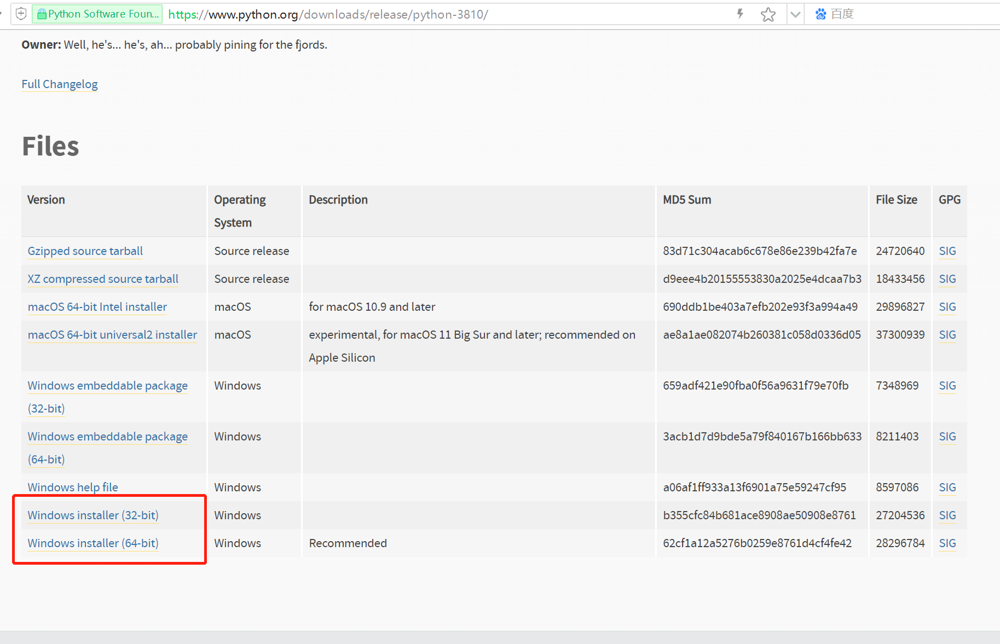 Python Software Foun... https://www.python.org/downloads/release/python-3810/ 百度
Owner: Well, he's... he's, ah... probably pining for the fjords.
Full Changelog
Files
Version Operating System Description MD5 Sum File Size GPG
Gzipped source tarball Source release 83d71c304acab6c678e86e239b42fa7e 24720640 SIG
XZ compressed source tarball Source release d9eee4b20155553830a2025e4dcaa7b3 18433456 SIG
macOS 64-bit Intel installer macOS for macOS 10.9 and later 690ddb1be403a7efb202e93f3a994a49 29896827 SIG
macOS 64-bit universal2 installer macOS experimental, for macOS 11 Big Sur and later; recommended on Apple Silicon ae8a1ae082074b260381c058d0336d05 37300939 SIG
Windows embeddable package (32-bit) Windows 659adf421e90fba0f56a9631f79e70fb 7348969 SIG
Windows embeddable package (64-bit) Windows 3acb1d7d9bde5a79f840167b166bb633 8211403 SIG
Windows help file Windows a06af1ff933a13f6901a75e59247cf95 8597086 SIG
Windows installer (32-bit) Windows b355cfc84b681ace8908ae50908e8761 27204536 SIG
Windows installer (64-bit) Windows Recommended 62cf1a12a5276b0259e8761d4cf4fe42 28296784 SIG